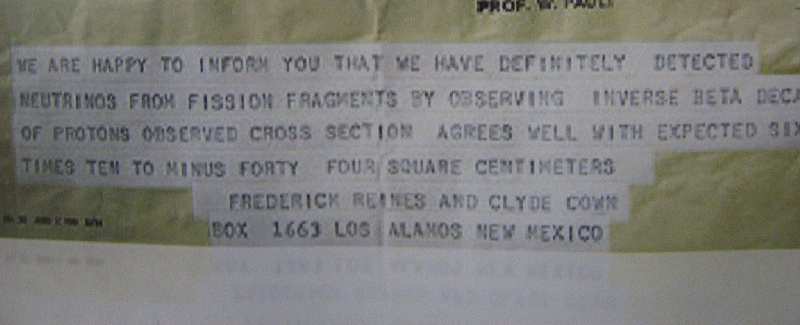 PROF. W. PAULI
WE ARE HAPPY TO INFORM YOU THAT WE HAVE DEFINITELY DETECTED
NEUTRINOS FROM FISSION FRAGMENTS BY OBSERVING INVERSE BETA DECA
OF PROTONS OBSERVED CROSS SECTION AGREES WELL WITH EXPECTED SIX
TIMES TEN TO MINUS FORTY FOUR SQUARE CENTIMETERS
FREDERICK REINES AND CLYDE COWN
BOX 1663 LOS ALAMOS NEW MEXICO